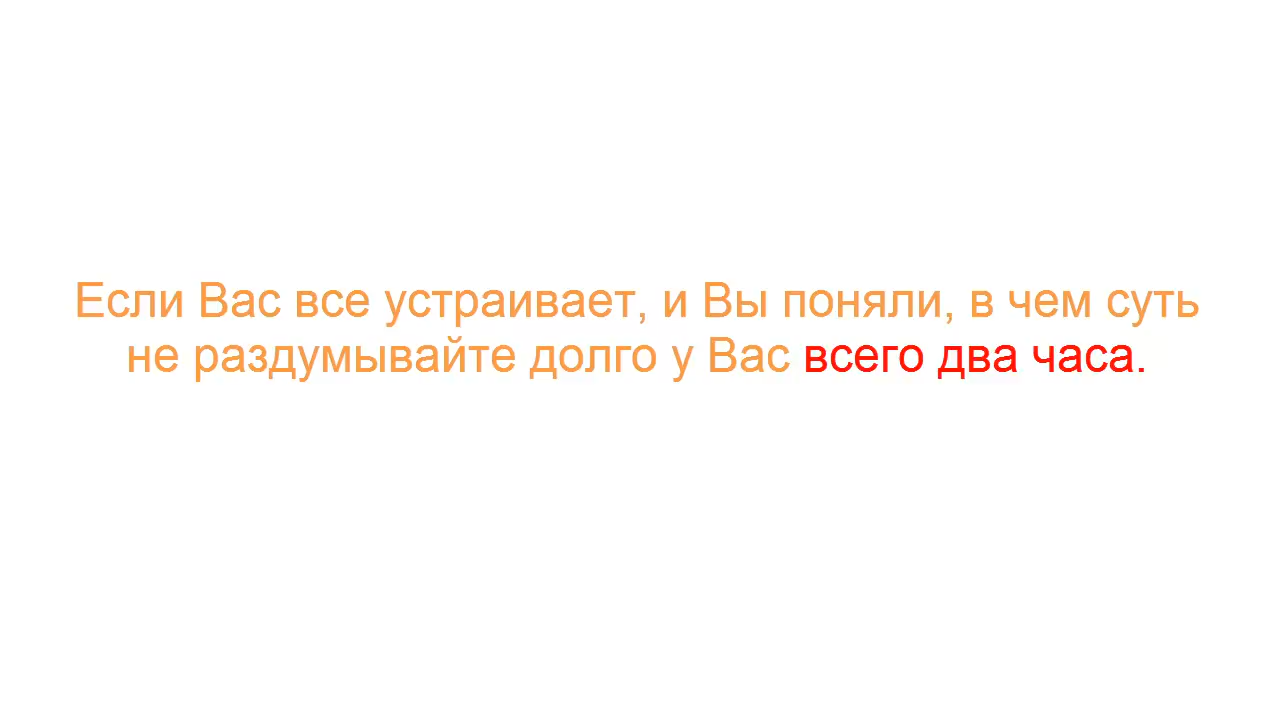 Если Вас все устраивает, и Вы поняли, в чем суть
не раздумывайте долго у Вас всего два часа.